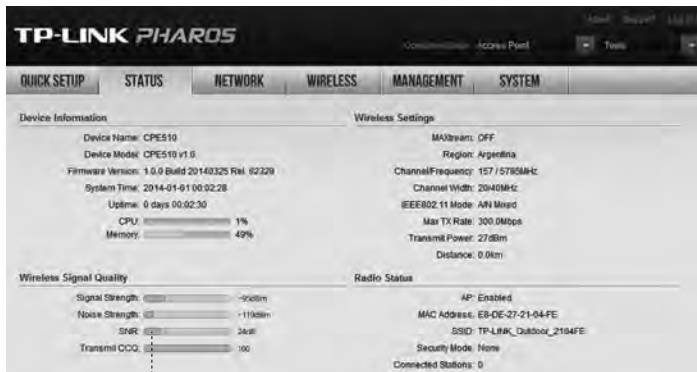 TP-LINK PHAROS
Access Point
Tools
QUICK SETUP STATUS NETWORK WIRELESS MANAGEMENT SYSTEM
Device Information
Device Name: CPE510
Device Model: CPE510 v1.0
Firmware Version: 1.0.0 Build 20140325 Rel. 62329
System Time: 2014-01-01 00:02:28
Uptime: 0 days 00:02:30
CPU: 1%
Memory: 49%
Wireless Signal Quality
Signal Strength: -95dBm
Noise Strength: -119dBm
SNR: 24dB
Transmit CCQ: 100
Wireless Settings
MAXtream: OFF
Region: Argentina
Channel/Frequency: 157 / 5785MHz
Channel Width: 20/40MHz
IEEE802.11 Mode: A/N Mixed
Max TX Rate: 300.0Mbps
Transmit Power: 27dBm
Distance: 0.0km
Radio Status
AP: Enabled
MAC Address: E8-DE-27-21-04-FE
SSID: TP-LINK_Outdoor_2104FE
Security Mode: None
Connected Stations: 0